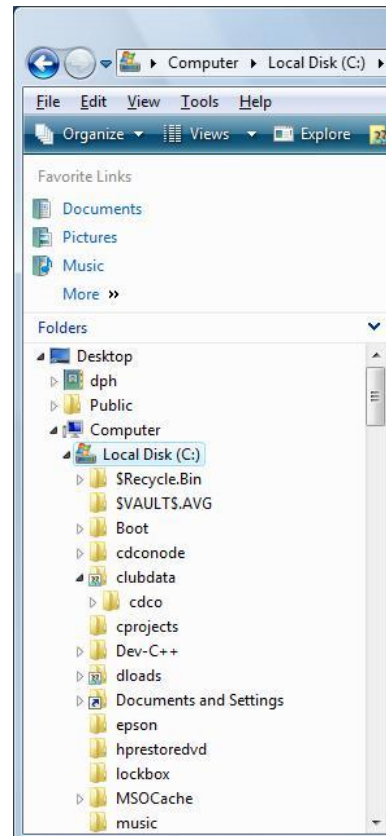 Computer Local Disk (C:)
File Edit View Tools Help
Organize Views Explore
Favorite Links
Documents
Pictures
Music
More »
Folders
Desktop
dph
Public
Computer
Local Disk (C:)
$Recycle.Bin
$VAULT$.AVG
Boot
cdconode
clubdata
cdco
cprojects
Dev-C++
dloads
Documents and Settings
epson
hprestoredvd
lockbox
MSOCache
music